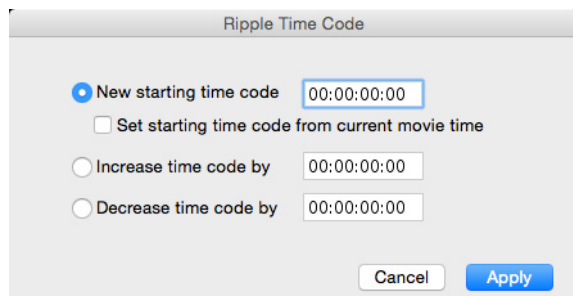 Ripple Time Code
New starting time code 00:00:00:00
Set starting time code from current movie time
Increase time code by 00:00:00:00
Decrease time code by 00:00:00:00
Cancel Apply